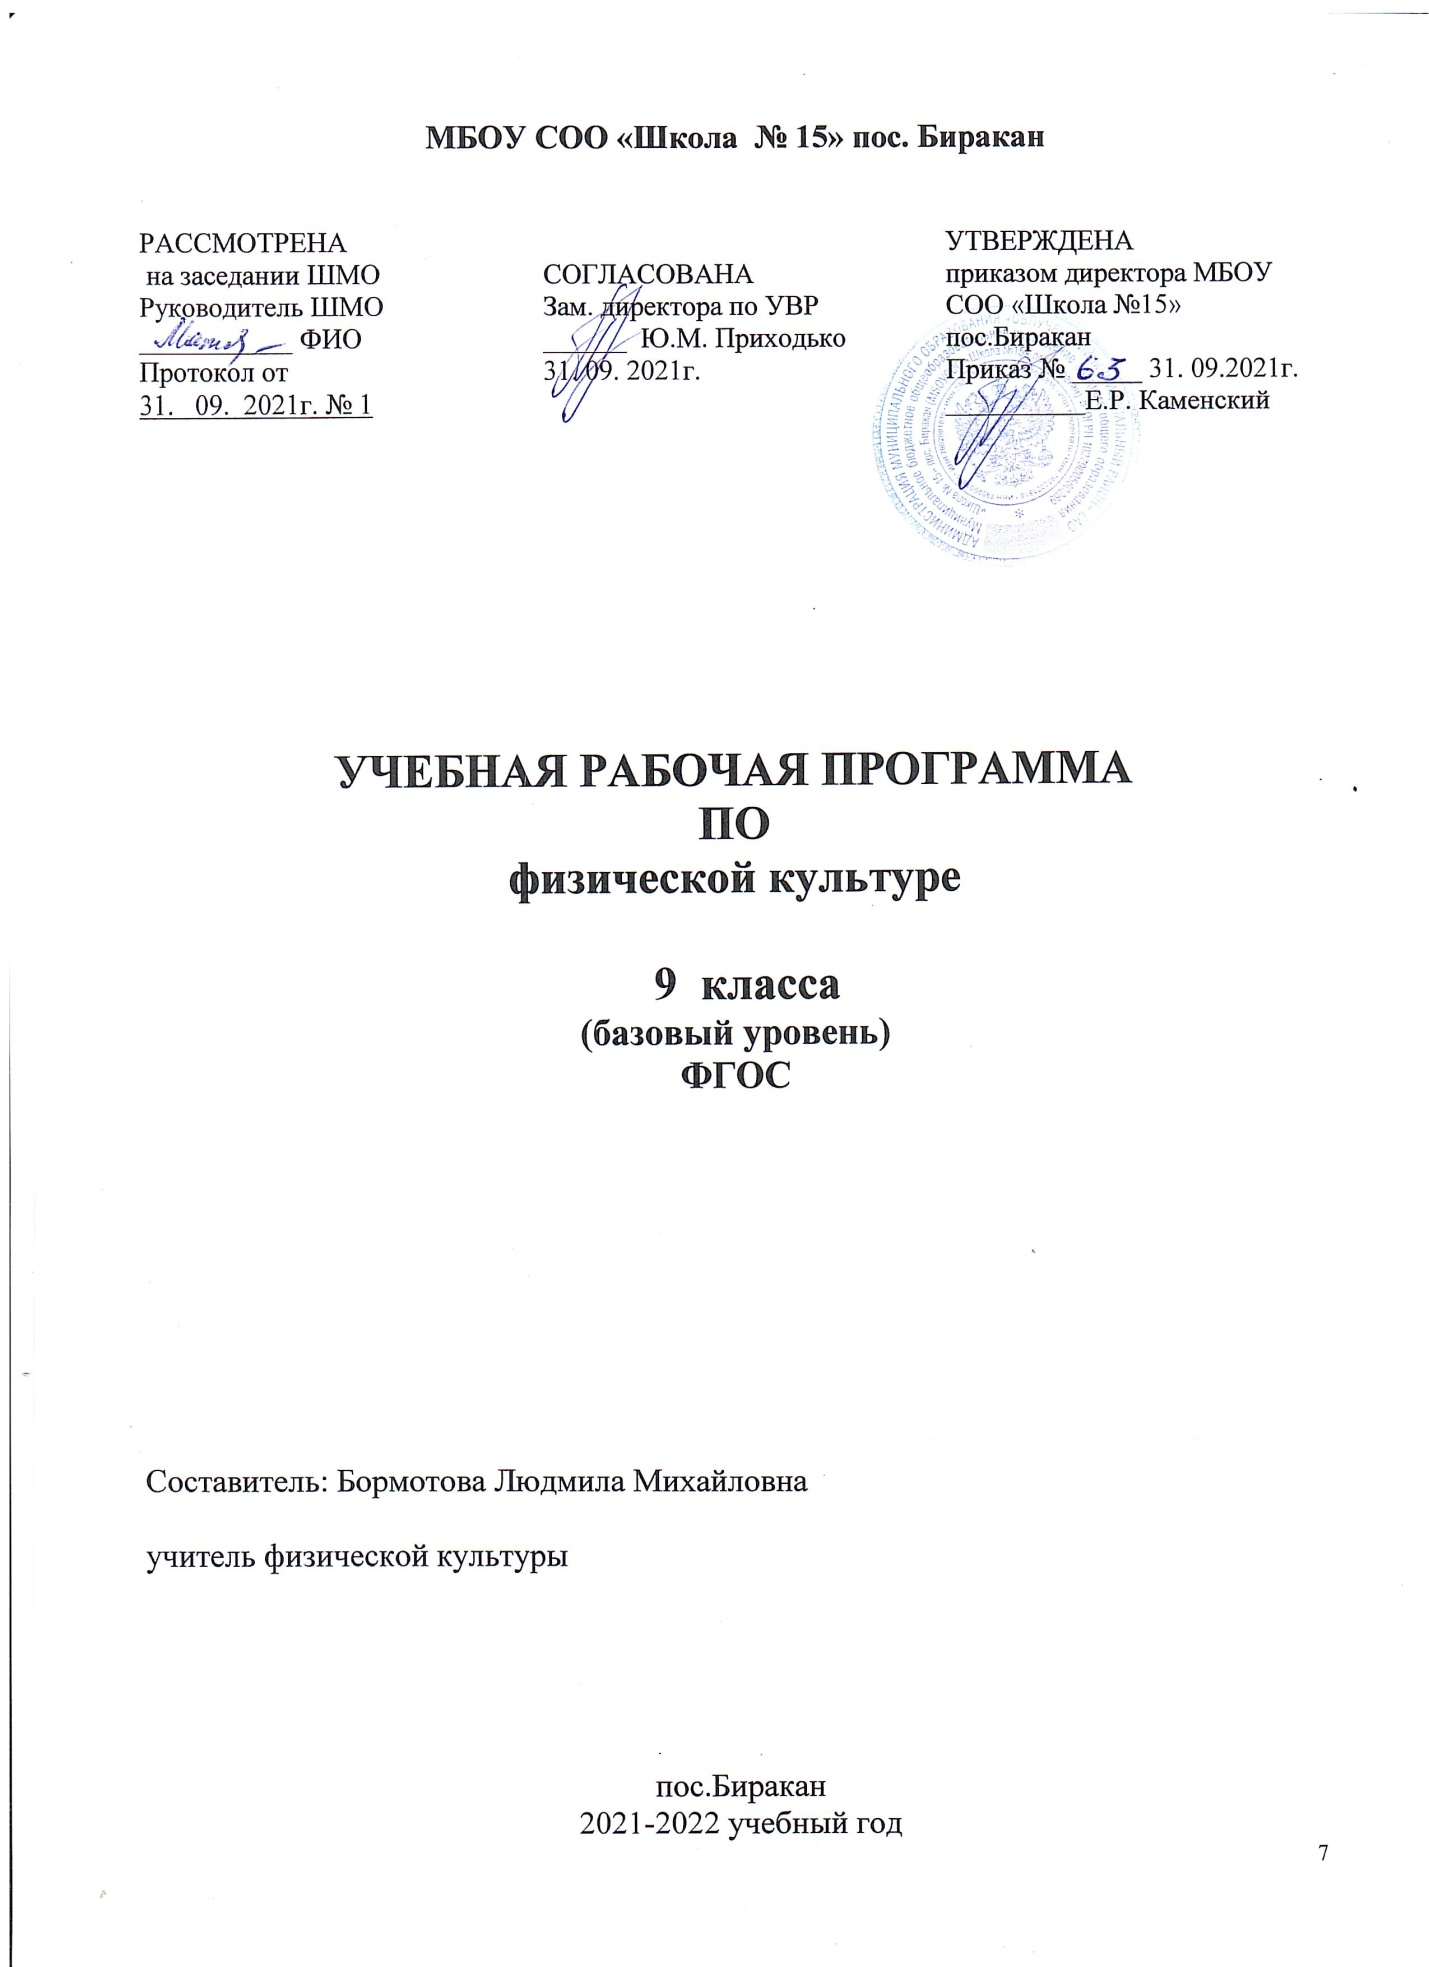 МБОУ СОО «Школа № 15» пос. Биракан
РАССМОТРЕНА
на заседании ШМО
Руководитель ШМО
____________ ФИО
Протокол от
31. 09. 2021г. № 1
СОГЛАСОВАНА
Зам. директора по УВР
______ Ю.М. Приходько
31. 09. 2021г.
УТВЕРЖДЕНА
приказом директора МБОУ
СОО «Школа №15»
пос.Биракан
Приказ № 63 31. 09.2021г.
__________Е.Р. Каменский
УЧЕБНАЯ РАБОЧАЯ ПРОГРАММА
ПО
физической культуре
9 класса
(базовый уровень)
ФГОС
Составитель: Бормотова Людмила Михайловна
учитель физической культуры
пос.Биракан
2021-2022 учебный год
7